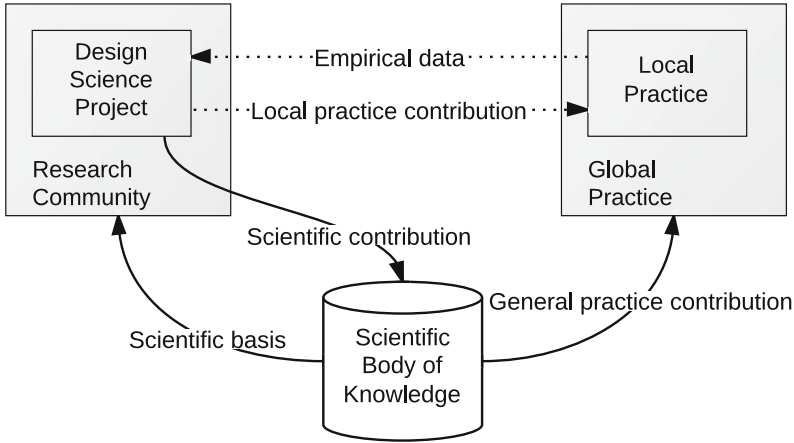 Design
Science
Project
Empirical data
Local
Practice
Local practice contribution
Research
Community
Global
Practice
Scientific contribution
General practice contribution
Scientific basis
Scientific
Body of
Knowledge